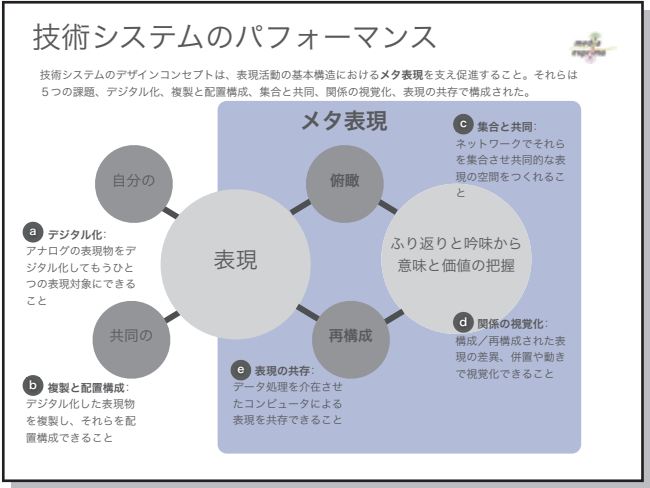 技術システムのパフォーマンス
media
exprimo
技術システムのデザインコンセプトは、表現活動の基本構造におけるメタ表現を支え促進すること。それらは
５つの課題、デジタル化、複製と配置構成、集合と共同、関係の視覚化、表現の共存で構成された。
メタ表現
c 集合と共同:
ネットワークでそれら
を集合させ共同的な表
現の空間をつくれるこ
と
自分の
俯瞰
a デジタル化:
アナログの表現物をデ
ジタル化してもうひと
つの表現対象にできる
こと
表現
ふり返りと吟味から
意味と価値の把握
共同の
再構成
d 関係の視覚化:
構成／再構成された表
現の差異、併置や動き
で視覚化できること
b 複製と配置構成:
デジタル化した表現物
を複製し、それらを配
置構成できること
e 表現の共存:
データ処理を介在させ
たコンピュータによる
表現を共存できること